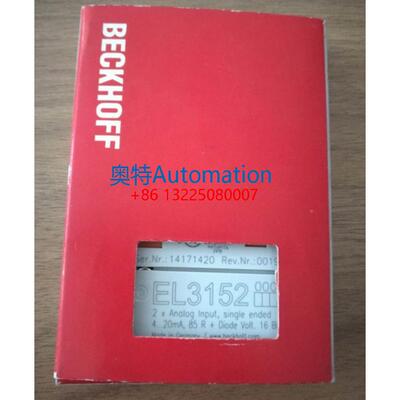 BECKHOFF
奥特Automation
+86 13225080007
Ser.Nr.: 14171420 Rev.Nr.:0019
EL3152
2 x Analog Input, single ended
4..20mA, 85 R + Diode Volt. 16 B
Made in Germany / www.beckhoff.com